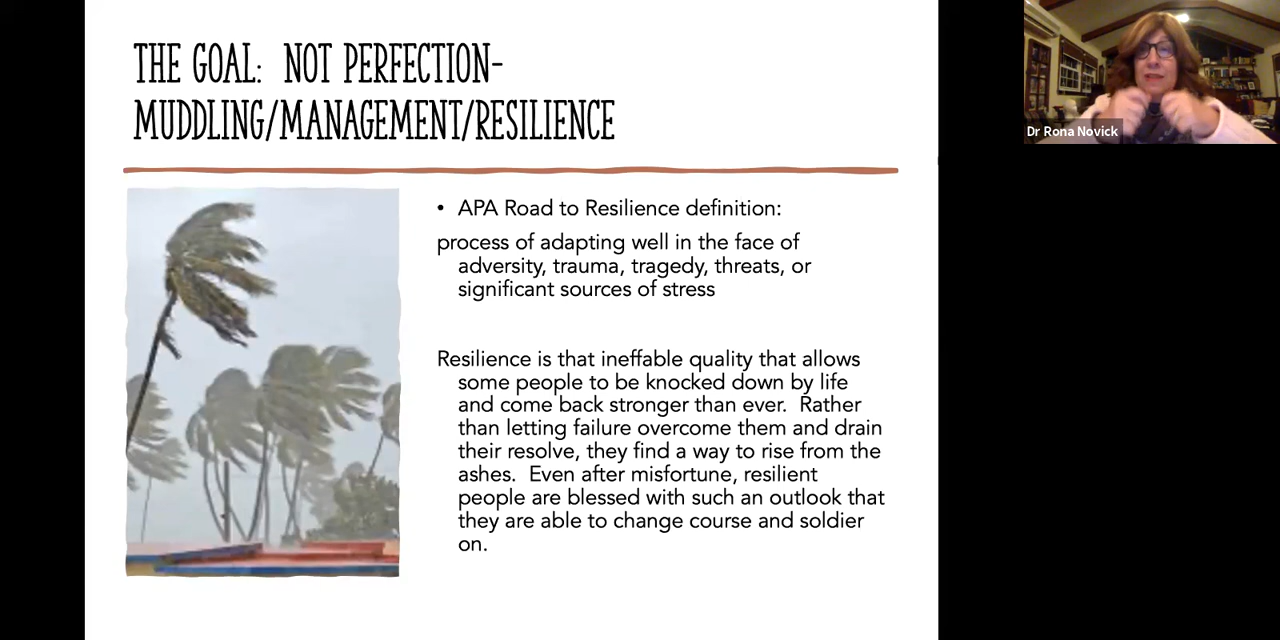 THE GOAL: NOT PERFECTION-
MUDDLING/MANAGEMENT/RESILIENCE
• APA Road to Resilience definition:
process of adapting well in the face of
adversity, trauma, tragedy, threats, or
significant sources of stress
Resilience is that ineffable quality that allows
some people to be knocked down by life
and come back stronger than ever. Rather
than letting failure overcome them and drain
their resolve, they find a way to rise from the
ashes. Even after misfortune, resilient
people are blessed with such an outlook that
they are able to change course and soldier
on.
Dr Rona Novick